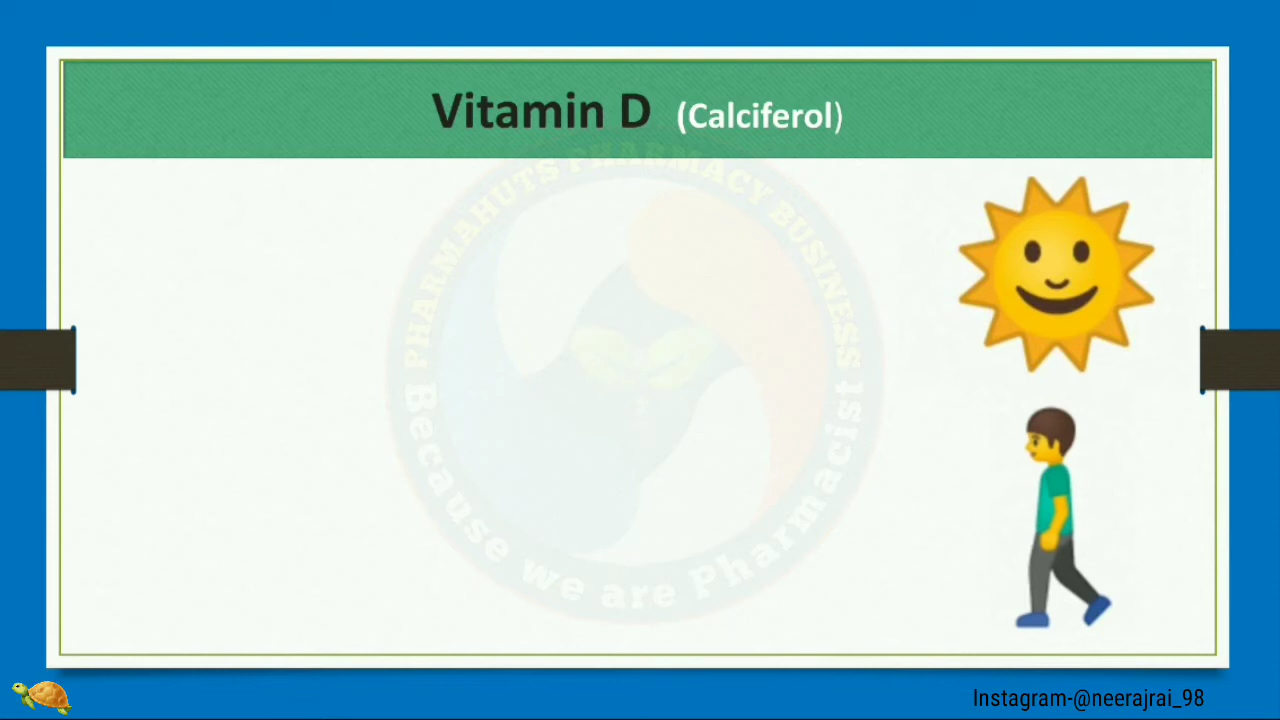 Vitamin D (Calciferol)
PHARMAHUTS PHARMACY BUSINESS
Because we are Pharmacist
Instagram-@neerajrai_98